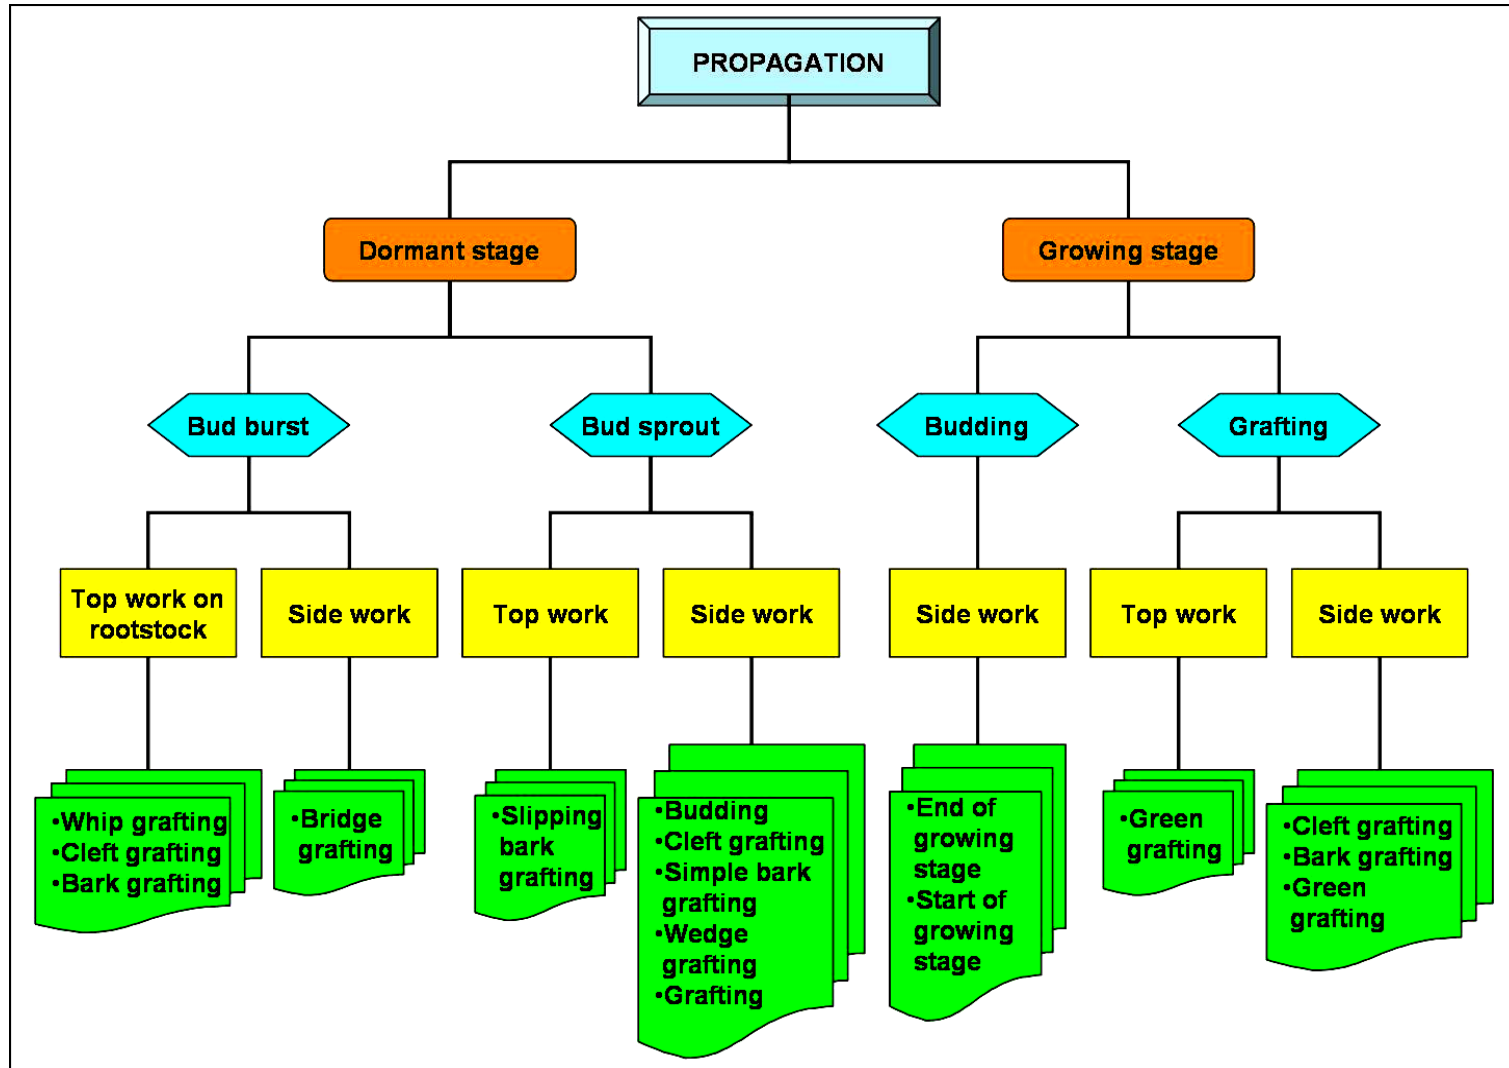 PROPAGATION
Dormant stage
Growing stage
Bud burst
Bud sprout
Budding
Grafting
Top work on
rootstock
Side work
Top work
Side work
Side work
Top work
Side work
•Whip grafting
•Cleft grafting
•Bark grafting
•Bridge
grafting
•Slipping
bark
grafting
•Budding
•Cleft grafting
•Simple bark
grafting
•Wedge
grafting
•Grafting
•End of
growing
stage
•Start of
growing
stage
•Green
grafting
•Cleft grafting
•Bark grafting
•Green
grafting